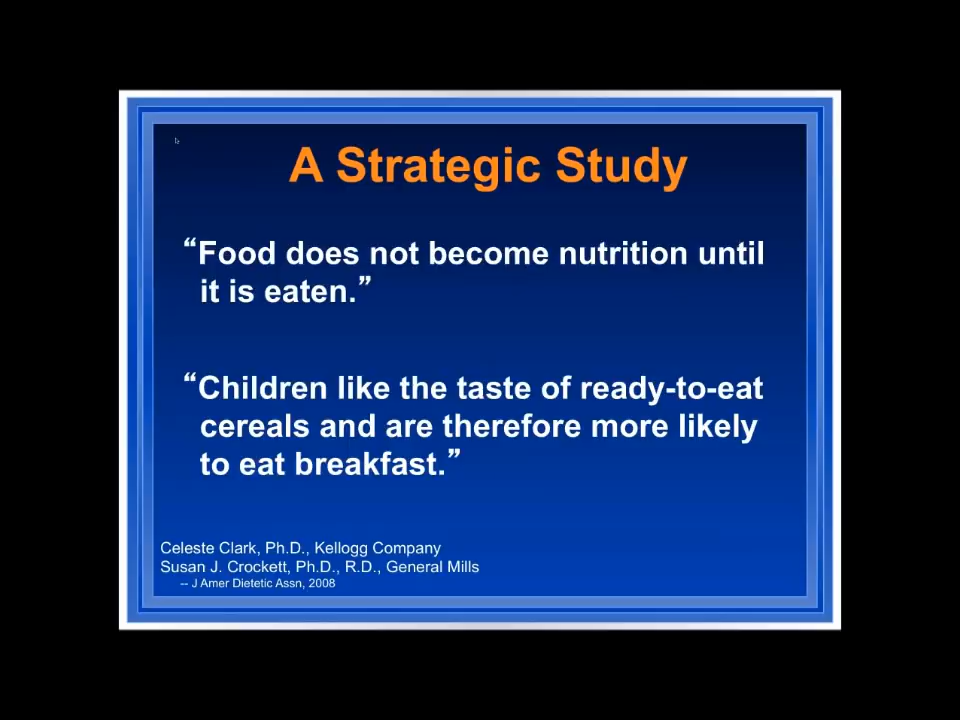 A Strategic Study
“Food does not become nutrition until
it is eaten.”
“Children like the taste of ready-to-eat
cereals and are therefore more likely
to eat breakfast.”
Celeste Clark, Ph.D., Kellogg Company
Susan J. Crockett, Ph.D., R.D., General Mills
-- J Amer Dietetic Assn, 2008